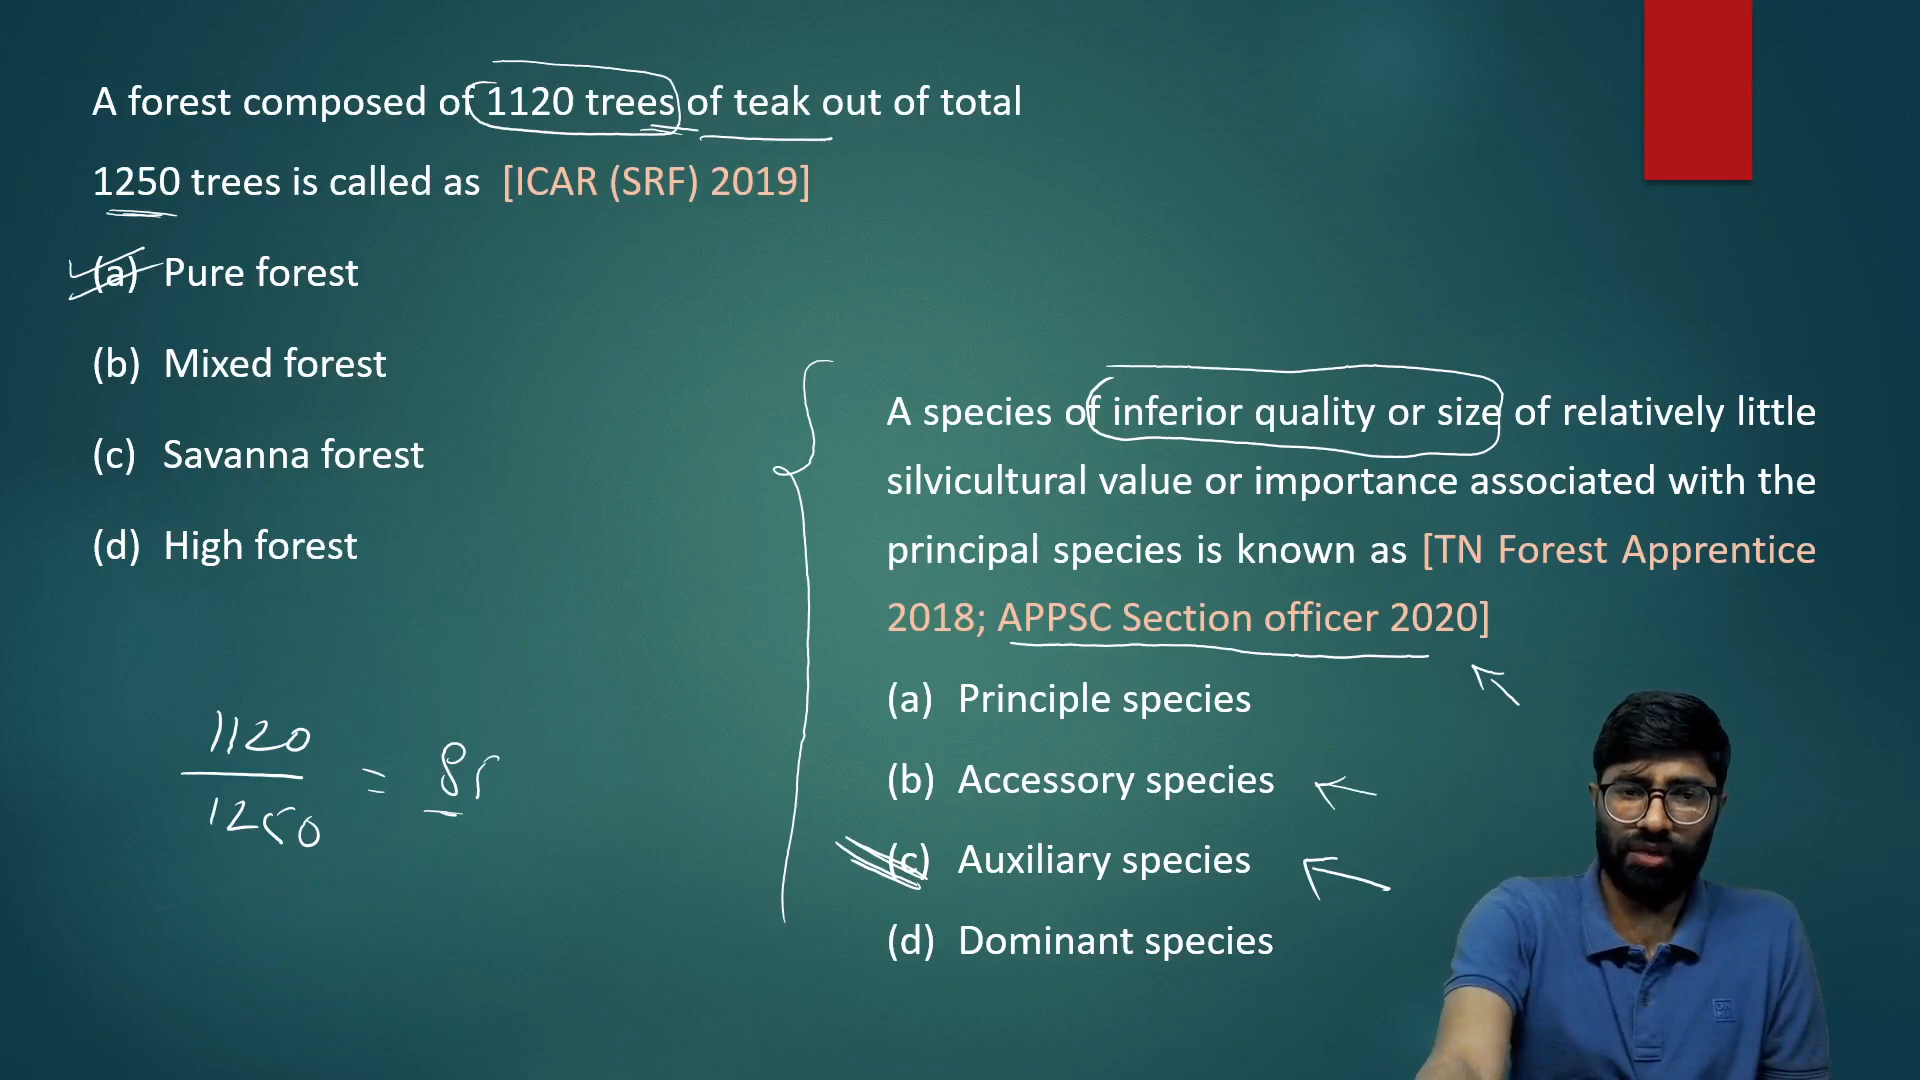 A forest composed of 1120 trees of teak out of total
1250 trees is called as [ICAR (SRF) 2019]
(a) Pure forest
(b) Mixed forest
(c) Savanna forest
(d) High forest
1120
1250
=
A species of inferior quality or size of relatively little
silvicultural value or importance associated with the
principal species is known as [TN Forest Apprentice
2018; APPSC Section officer 2020]
(a) Principle species
(b) Accessory species
(c) Auxiliary species
(d) Dominant species